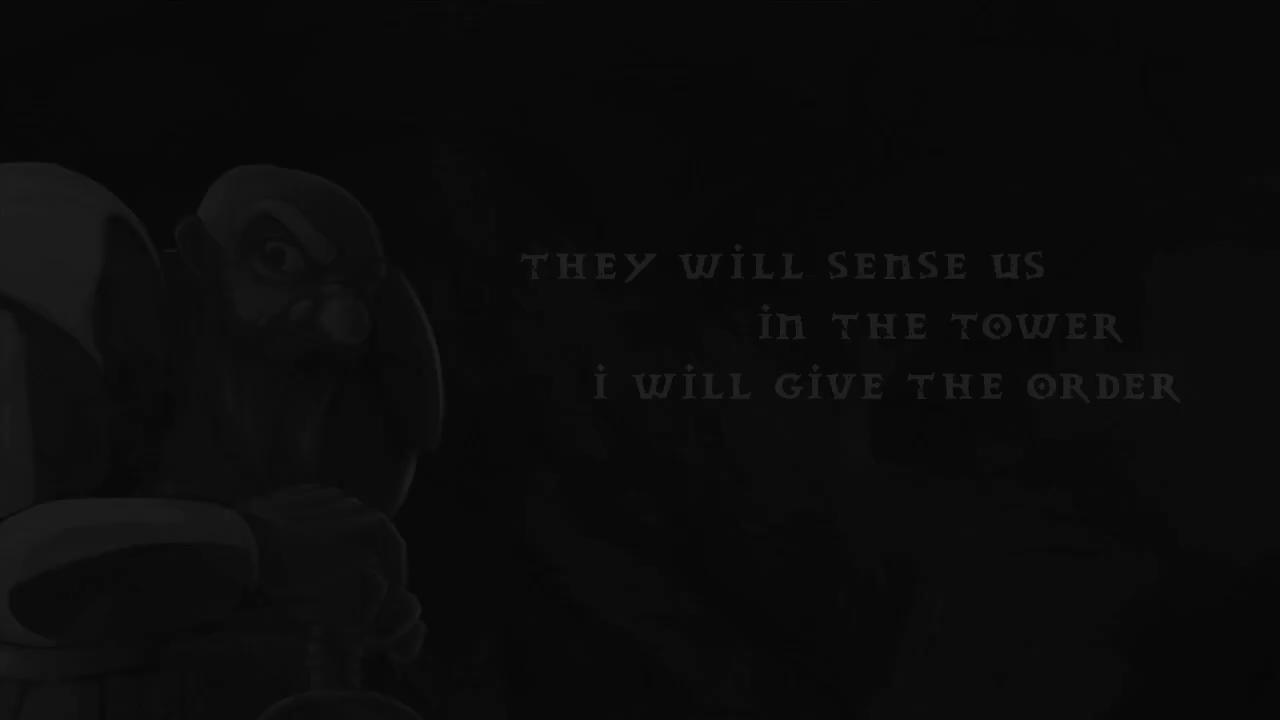 THEY WILL SENSE US
IN THE TOWER
I WILL GIVE THE ORDER